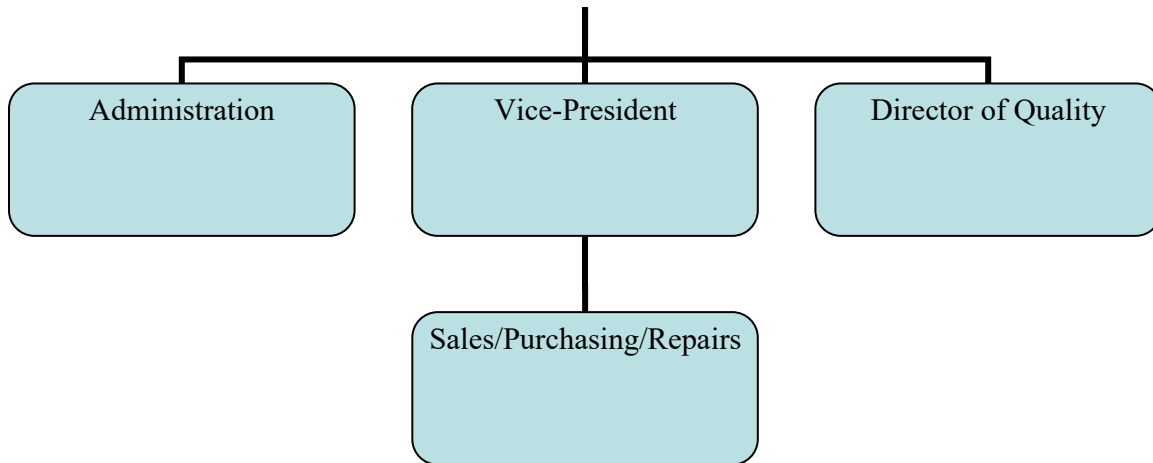 Administration
Vice-President
Director of Quality
Sales/Purchasing/Repairs